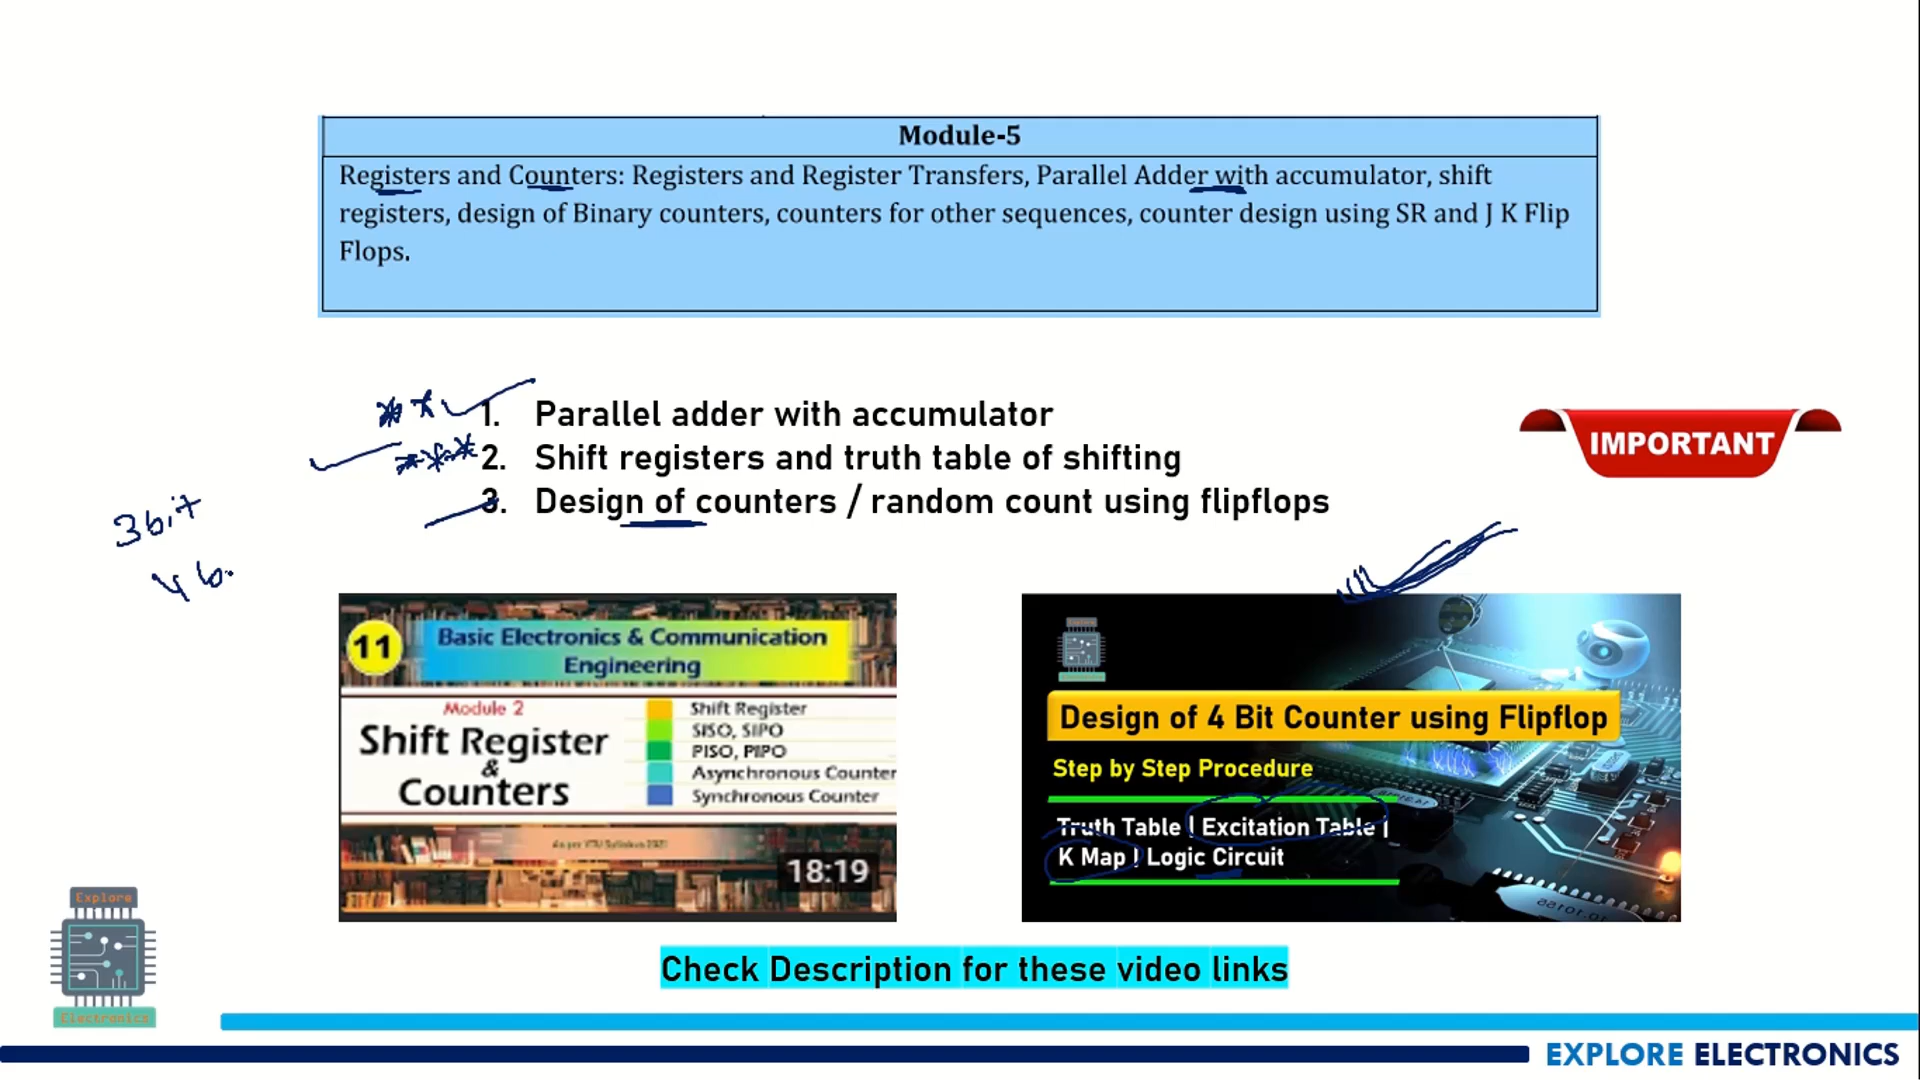 Module-5
Registers and Counters: Registers and Register Transfers, Parallel Adder with accumulator, shift
registers, design of Binary counters, counters for other sequences, counter design using SR and J K Flip
Flops.
1. Parallel adder with accumulator
2. Shift registers and truth table of shifting
3. Design of counters / random count using flipflops
IMPORTANT
3bit
4 b
11
Basic Electronics & Communication
Engineering
Module 2
Shift Register
&
Counters
Shift Register
SISO, SIPO
PISO, PIPO
Asynchronous Counter
Synchronous Counter
As per VTU Syllabus 2021
18:19
Design of 4 Bit Counter using Flipflop
Step by Step Procedure
Truth Table | Excitation Table |
K Map | Logic Circuit
Check Description for these video links
Explore
Electronics
EXPLORE ELECTRONICS